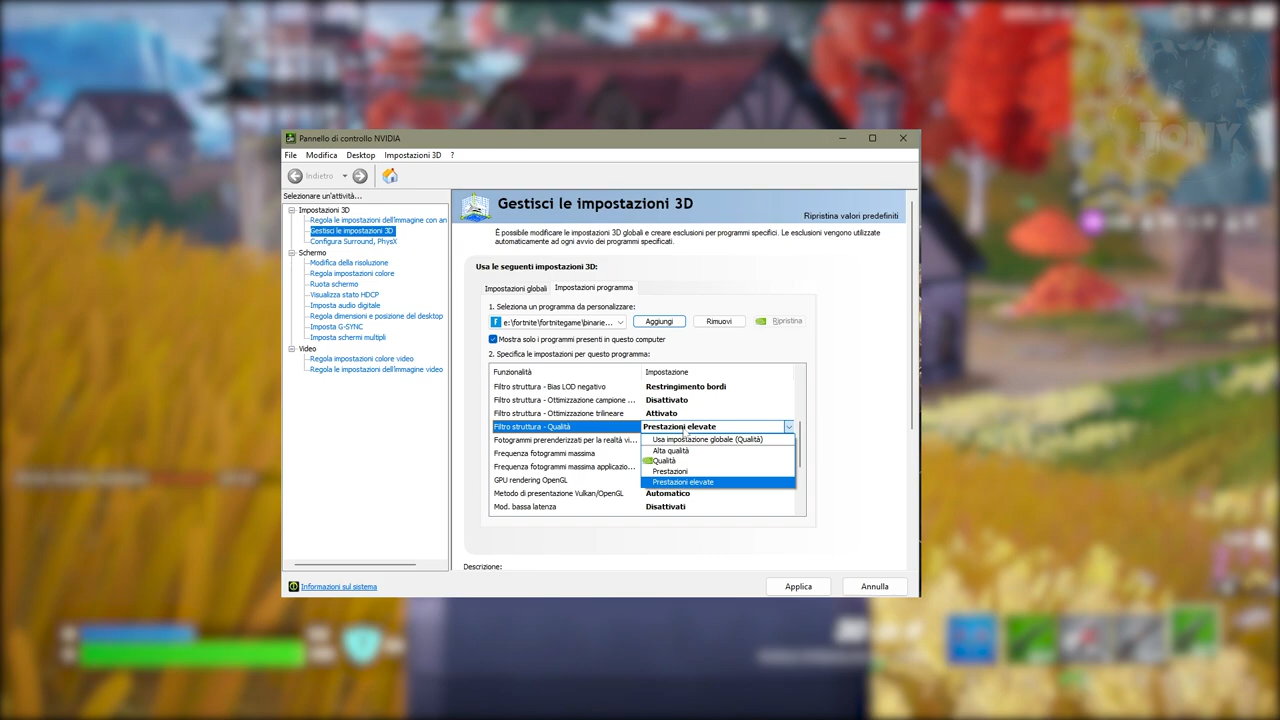 TONY
Pannello di controllo NVIDIA
File Modifica Desktop Impostazioni 3D ?
Indietro
Selezionare un'attività...
Impostazioni 3D
Regola le impostazioni dell'immagine con an
Gestisci le impostazioni 3D
Configura Surround, PhysX
Schermo
Modifica della risoluzione
Regola impostazioni colore
Ruota schermo
Visualizza stato HDCP
Imposta audio digitale
Regola dimensioni e posizione del desktop
Imposta G-SYNC
Imposta schermi multipli
Video
Regola impostazioni colore video
Regola le impostazioni dell'immagine video
Informazioni sul sistema
Gestisci le impostazioni 3D
Ripristina valori predefiniti
È possibile modificare le impostazioni 3D globali e creare esclusioni per programmi specifici. Le esclusioni vengono utilizzate
automaticamente ad ogni avvio dei programmi specificati.
Usa le seguenti impostazioni 3D:
Impostazioni globali Impostazioni programma
1. Seleziona un programma da personalizzare:
e:\fortnite\fortnitegame\binarie... Aggiungi Rimuovi Ripristina
Mostra solo i programmi presenti in questo computer
2. Specifica le impostazioni per questo programma:
Funzionalità Impostazione
Filtro struttura - Bias LOD negativo Restringimento bordi
Filtro struttura - Ottimizzazione campione ... Disattivato
Filtro struttura - Ottimizzazione trilineare Attivato
Filtro struttura - Qualità Prestazioni elevate
Fotogrammi prerenderizzati per la realtà vi... Usa impostazione globale (Qualità)
Alta qualità
Frequenza fotogrammi massima Qualità
Frequenza fotogrammi massima applicazio... Prestazioni
GPU rendering OpenGL Prestazioni elevate
Metodo di presentazione Vulkan/OpenGL Automatico
Mod. bassa latenza Disattivati
Descrizione:
Applica Annulla